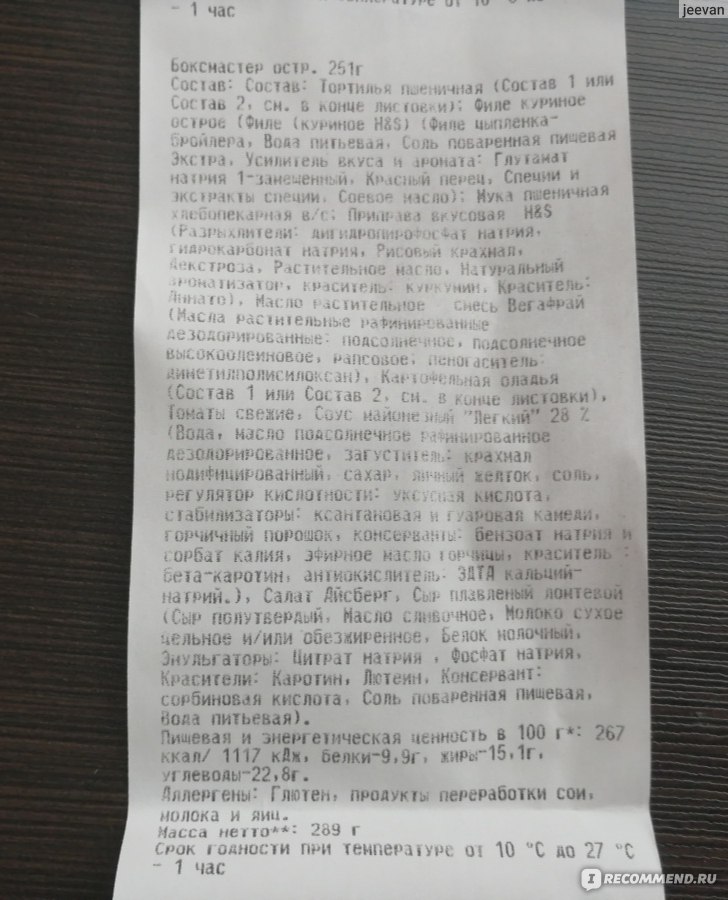 jeevan
- 1 час
Боксмастер остр. 251г
Состав: Состав: Тортилья пшеничная (Состав 1 или
Состав 2, см. в конце листовки); Филе куриное
острое (Филе (куриное H&S) (Филе цыпленка-
бройлера, Вода питьевая, Соль поваренная пищевая
Экстра, Усилитель вкуса и аромата: Глутамат
натрия 1-замещенный, Красный перец, Специи и
экстракты специй, Соевое масло); Мука пшеничная
хлебопекарная в/с; Приправа вкусовая H&S
(Разрыхлители: дигидропирофосфат натрия,
гидрокарбонат натрия, Рисовый крахмал,
Декстроза, Растительное масло, Натуральный
ароматизатор, краситель: куркумин, Краситель:
Аннато), Масло растительное смесь Вегафрай
(Масла растительные рафинированные
дезодорированные: подсолнечное, подсолнечное
высокоолеиновое, рапсовое, пеногаситель
диметилполисилоксан), Картофельная оладья
(Состав 1 или Состав 2, см. в конце листовки),
Томаты свежие, Соус майонезный "Легкий" 28 %
(Вода, масло подсолнечное рафинированное
дезодорированное, загуститель: крахмал
модифицированный, сахар, яичный желток, соль,
регулятор кислотности: уксусная кислота,
стабилизаторы: ксантановая и гуаровая камеди,
горчичный порошок, консерванты: бензоат натрия и
сорбат калия, эфирное масло горчицы, краситель:
бета-каротин, антиокислитель: ЭДТА кальций-
натрий.), Салат Айсберг, Сыр плавленый ломтевой
(Сыр полутвердый, Масло сливочное, Молоко сухое
цельное и/или обезжиренное, Белок молочный,
Эмульгаторы: Цитрат натрия , Фосфат натрия,
Красители: Каротин, Лютеин, Консервант:
сорбиновая кислота, Соль поваренная пищевая,
Вода питьевая).
Пищевая и энергетическая ценность в 100 г*: 267
ккал/ 1117 кДж, белки-9,9г, жиры-15,1г,
углеводы-22,8г.
Аллергены: Глютен, продукты переработки сои,
молока и яиц.
Масса нетто**: 289 г
Срок годности при температуре от 10 °С до 27 °С
- 1 час
I RECOMMEND.RU